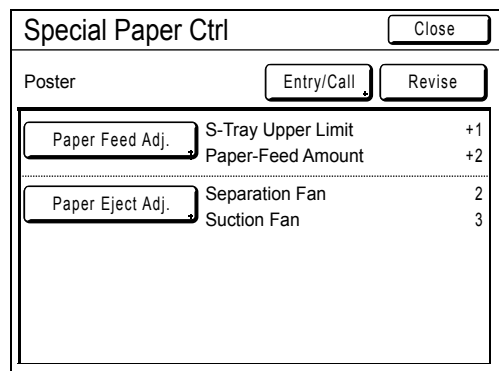 Special Paper Ctrl Close
Poster Entry/Call Revise
Paper Feed Adj. S-Tray Upper Limit +1
Paper-Feed Amount +2
Paper Eject Adj. Separation Fan 2
Suction Fan 3